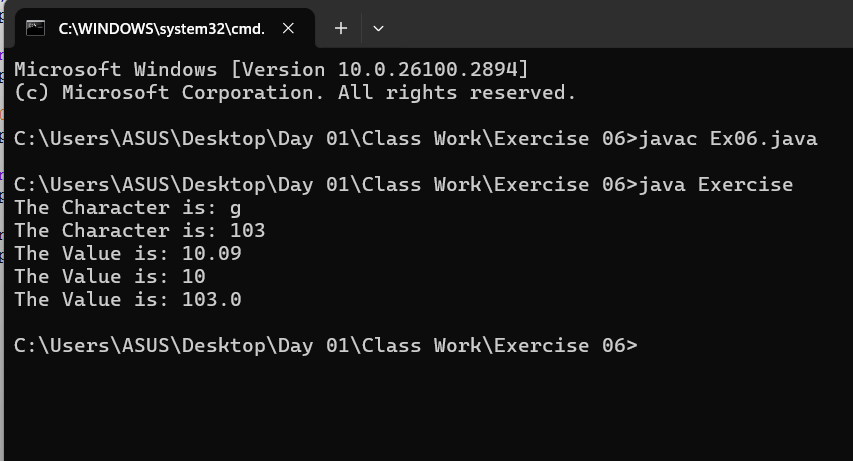 C:\WINDOWS\system32\cmd.
Microsoft Windows [Version 10.0.26100.2894]
(c) Microsoft Corporation. All rights reserved.
C:\Users\ASUS\Desktop\Day 01\Class Work\Exercise 06>javac Ex06.java
C:\Users\ASUS\Desktop\Day 01\Class Work\Exercise 06>java Exercise
The Character is: g
The Character is: 103
The Value is: 10.09
The Value is: 10
The Value is: 103.0
C:\Users\ASUS\Desktop\Day 01\Class Work\Exercise 06>